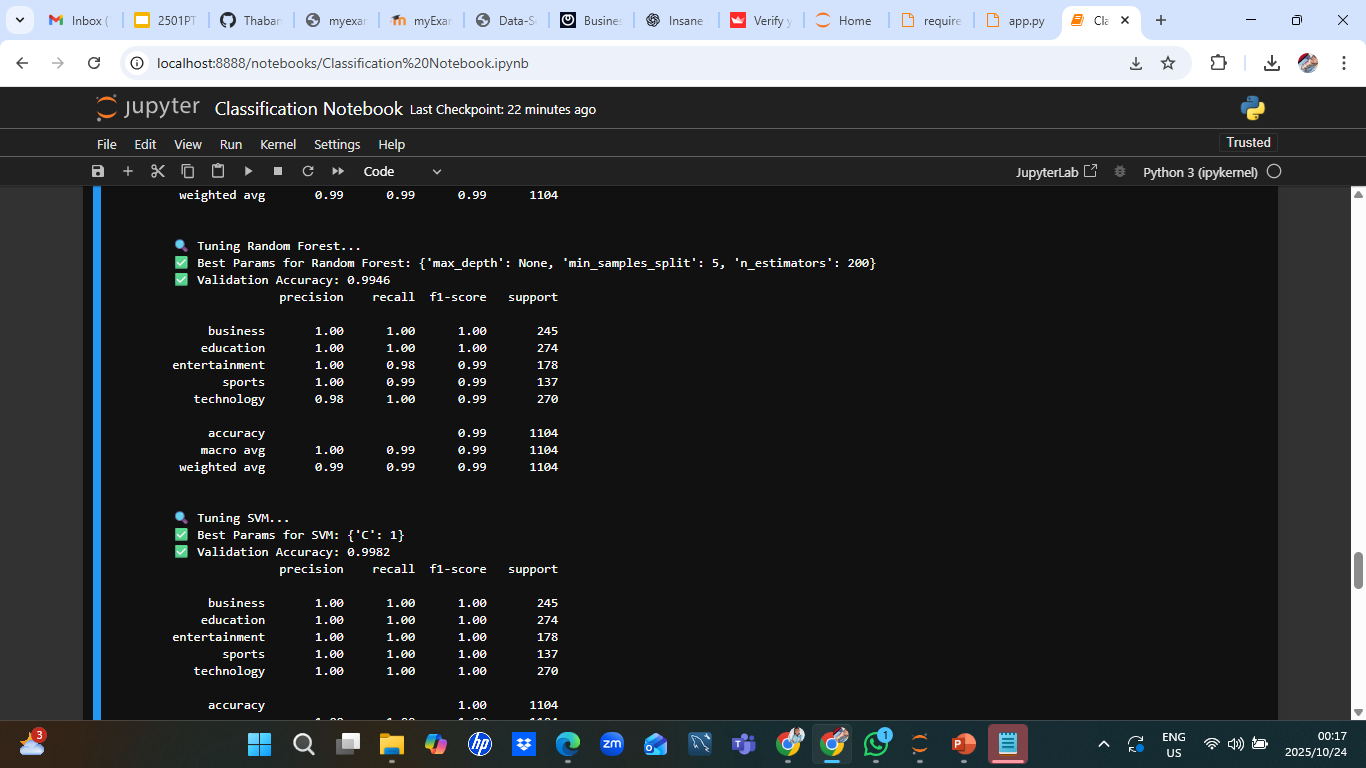 Inbox (
2501PT
Thaban
myexar
myExar
Data-Sc
Busines
Insane
Verify y
Home
require
app.py
Cla
localhost:8888/notebooks/Classification%20Notebook.ipynb
jupyter Classification Notebook Last Checkpoint: 22 minutes ago
File Edit View Run Kernel Settings Help
Trusted
Code
JupyterLab
Python 3 (ipykernel)
weighted avg 0.99 0.99 0.99 1104
Tuning Random Forest...
Best Params for Random Forest: {'max_depth': None, 'min_samples_split': 5, 'n_estimators': 200}
Validation Accuracy: 0.9946
precision recall f1-score support
business 1.00 1.00 1.00 245
education 1.00 1.00 1.00 274
entertainment 1.00 0.98 0.99 178
sports 1.00 0.99 0.99 137
technology 0.98 1.00 0.99 270
accuracy 0.99 1104
macro avg 1.00 0.99 0.99 1104
weighted avg 0.99 0.99 0.99 1104
Tuning SVM...
Best Params for SVM: {'C': 1}
Validation Accuracy: 0.9982
precision recall f1-score support
business 1.00 1.00 1.00 245
education 1.00 1.00 1.00 274
entertainment 1.00 1.00 1.00 178
sports 1.00 1.00 1.00 137
technology 1.00 1.00 1.00 270
accuracy 1.00 1104
3
hp
zm
1
ENG
US
00:17
2025/10/24